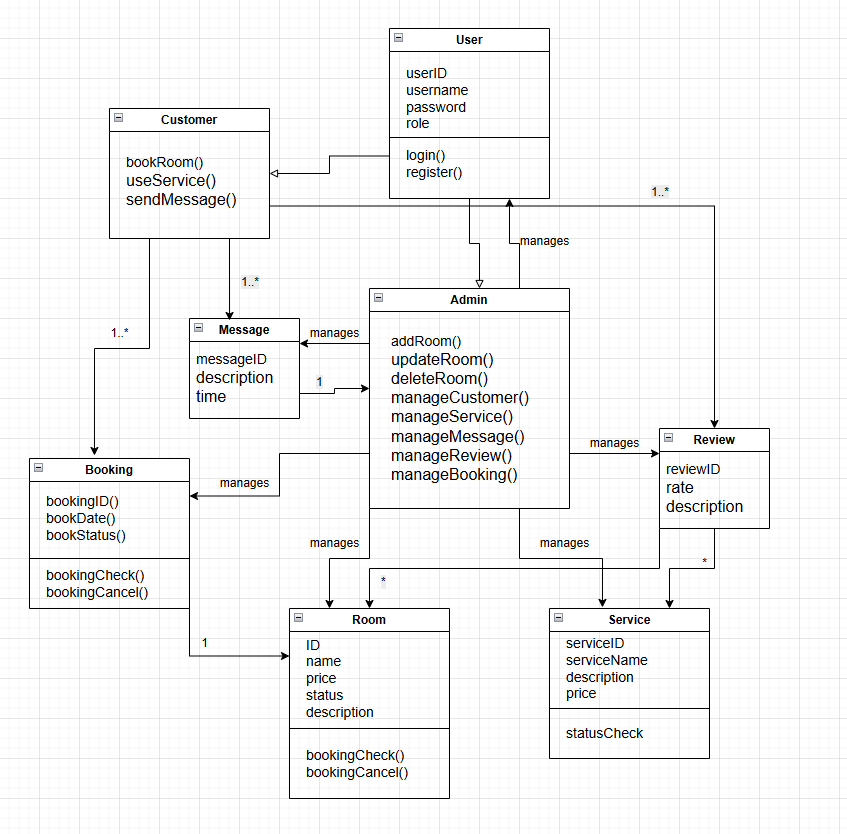 User
userID
username
password
role
login()
register()
Customer
bookRoom()
useService()
sendMessage()
1..*
manages
1..*
Admin
addRoom()
updateRoom()
deleteRoom()
manageCustomer()
manageService()
manageMessage()
manageReview()
manageBooking()
Message
messageID
description
time
manages
1
1..*
manages
Review
reviewID
rate
description
Booking
bookingID()
bookDate()
bookStatus()
bookingCheck()
bookingCancel()
manages
manages
manages
*
*
1
Room
ID
name
price
status
description
bookingCheck()
bookingCancel()
Service
serviceID
serviceName
description
price
statusCheck